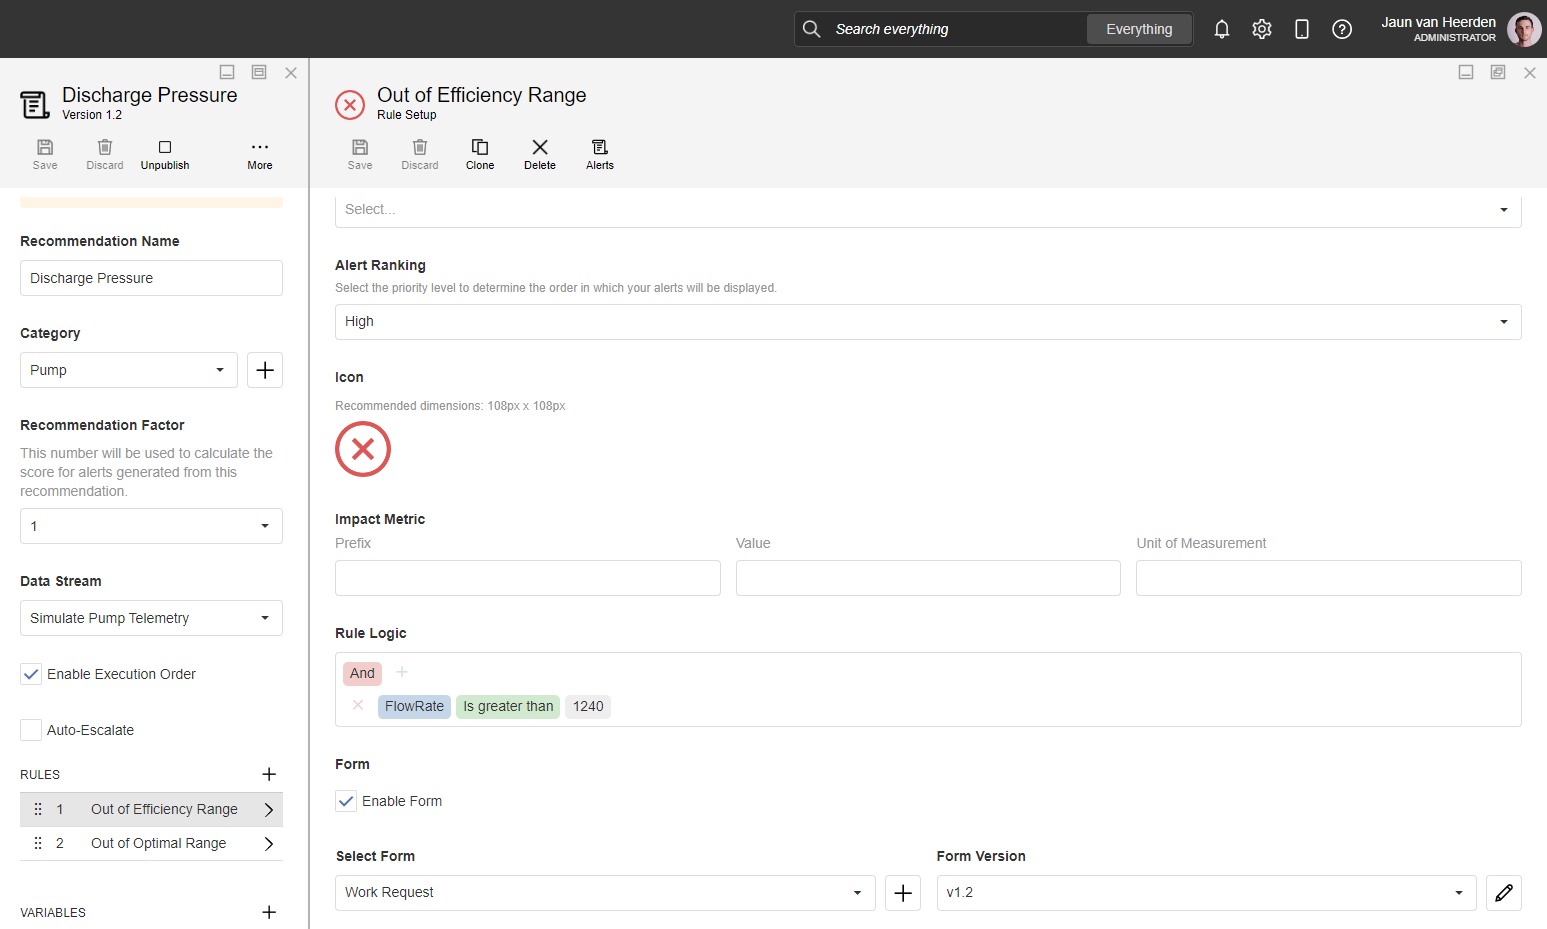 Search everything
Everything
Jaun van Heerden
ADMINISTRATOR
Discharge Pressure
Version 1.2
Save
Discard
Unpublish
More
Recommendation Name
Discharge Pressure
Category
Pump
Recommendation Factor
This number will be used to calculate the
score for alerts generated from this
recommendation.
1
Data Stream
Simulate Pump Telemetry
Enable Execution Order
Auto-Escalate
RULES
1 Out of Efficiency Range
2 Out of Optimal Range
VARIABLES
Out of Efficiency Range
Rule Setup
Save
Discard
Clone
Delete
Alerts
Select...
Alert Ranking
Select the priority level to determine the order in which your alerts will be displayed.
High
Icon
Recommended dimensions: 108px x 108px
Impact Metric
Prefix
Value
Unit of Measurement
Rule Logic
And
FlowRate Is greater than 1240
Form
Enable Form
Select Form
Form Version
Work Request
v1.2